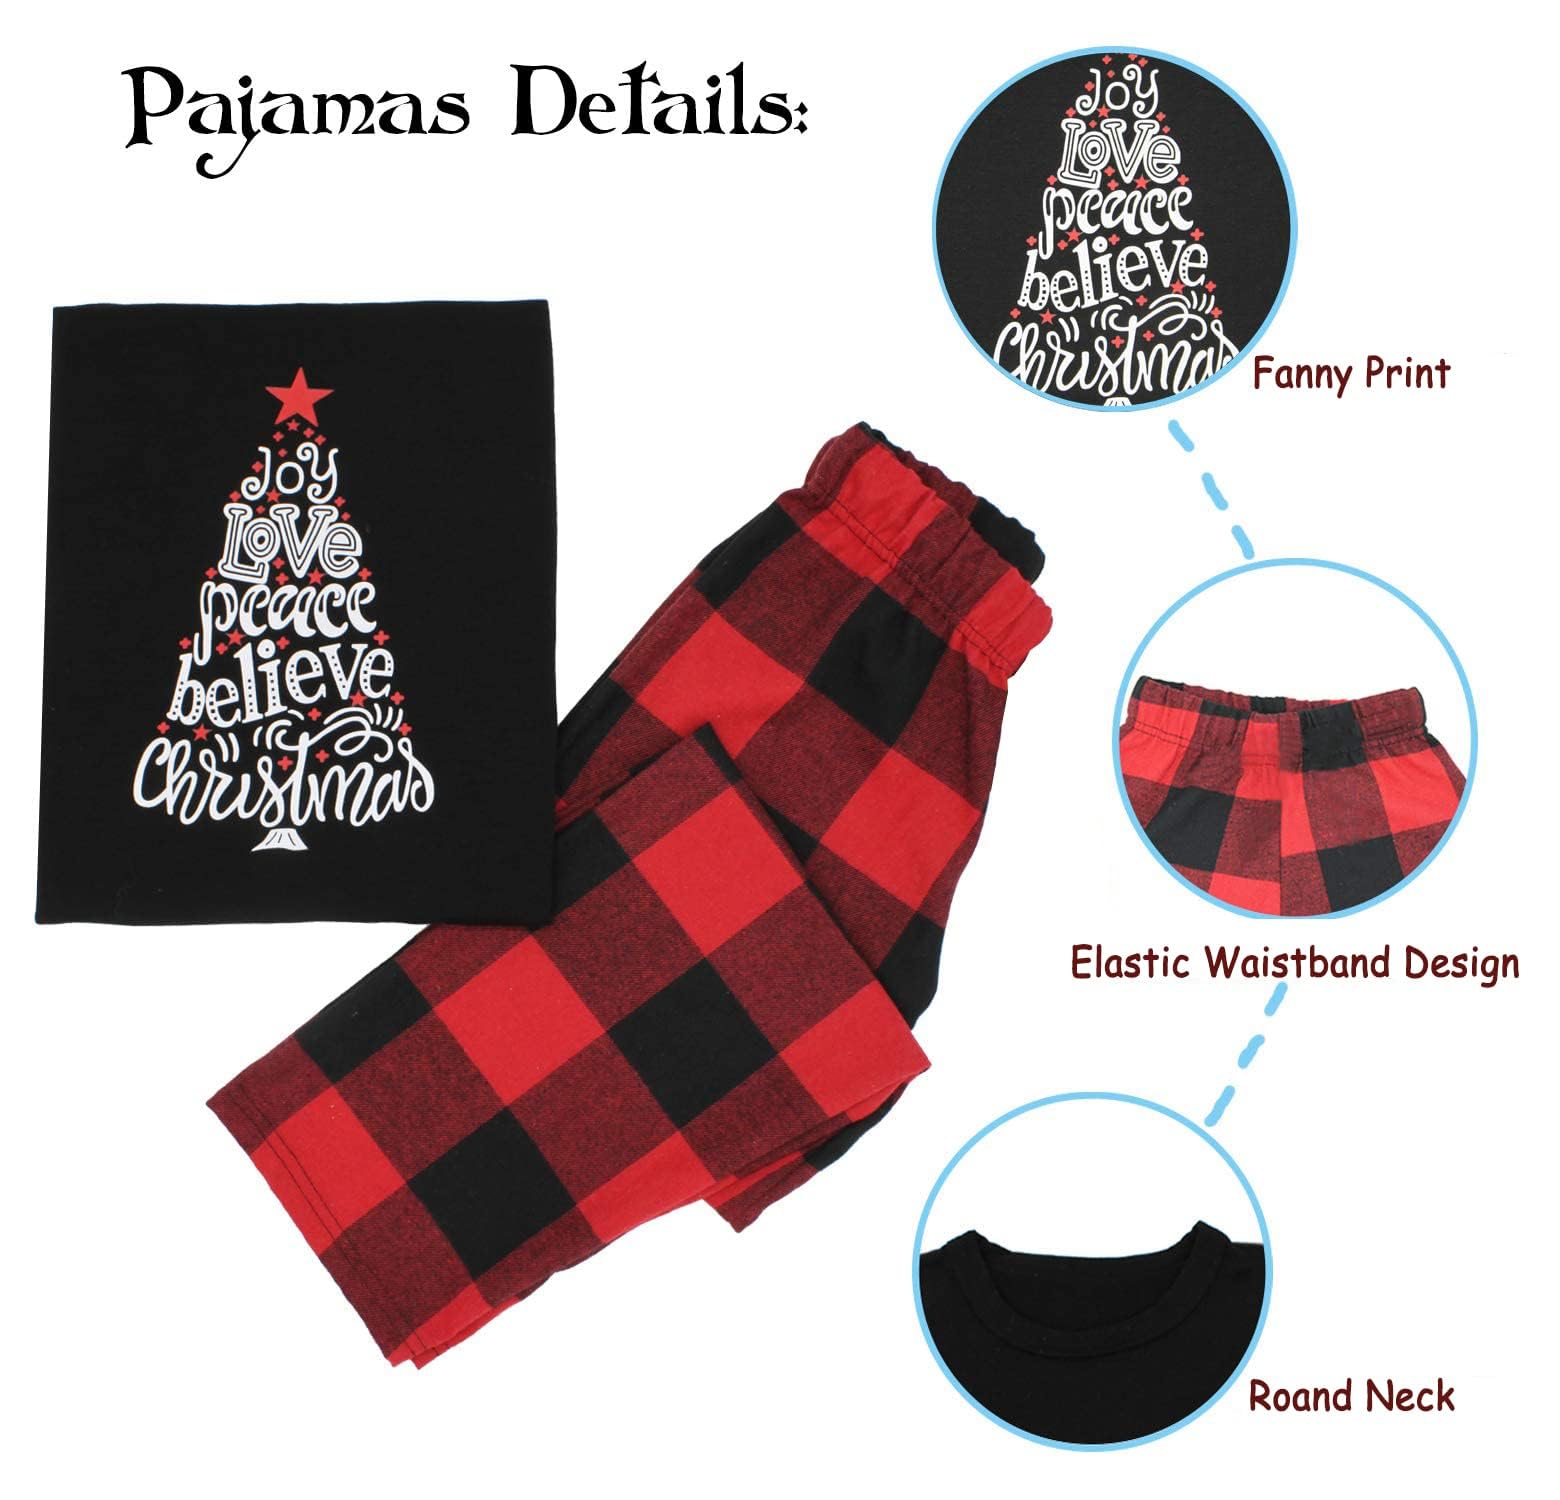 Pajamas Details:
Joy
Love
peace
believe
Christmas
Fanny Print
Joy
Love
peace
believe
Christmas
Elastic Waistband Design
Roand Neck